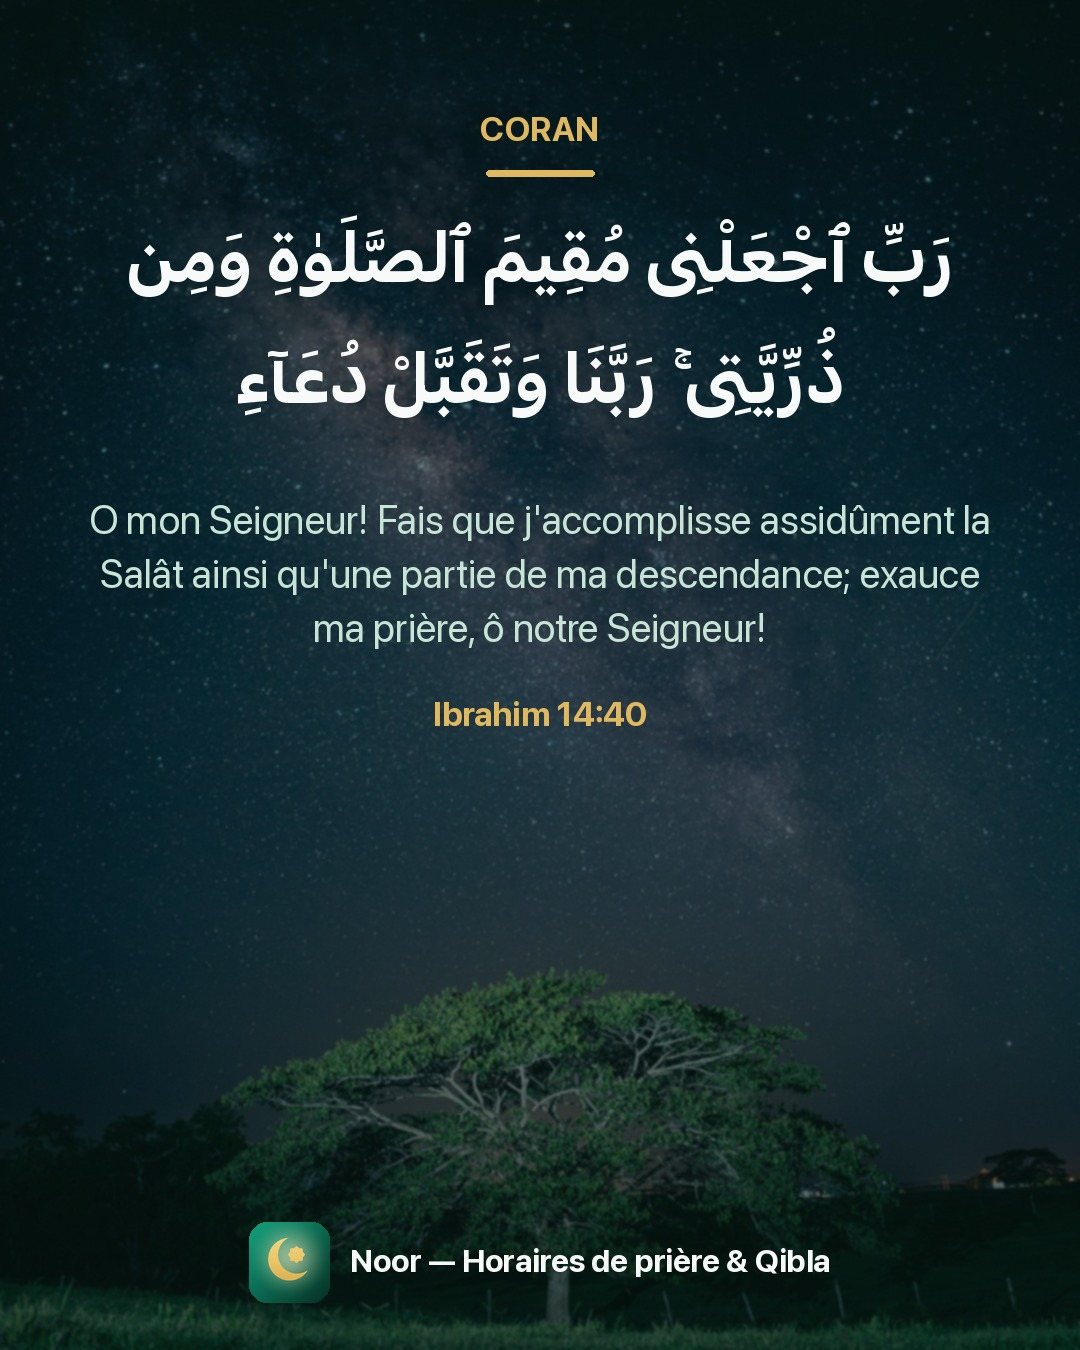 CORAN
رَبِّ ٱجْعَلْنِى مُقِيمَ ٱلصَّلَوٰةِ وَمِن
ذُرِّيَّتِى ۚ رَبَّنَا وَتَقَبَّلْ دُعَآءِ
O mon Seigneur! Fais que j'accomplisse assidûment la
Salât ainsi qu'une partie de ma descendance; exauce
ma prière, ô notre Seigneur!
Ibrahim 14:40
Noor — Horaires de prière & Qibla